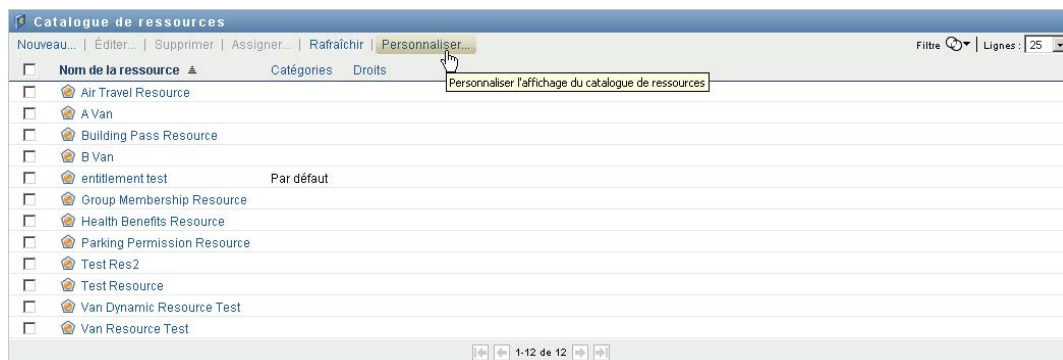 Catalogue de ressources
Nouveau... | Éditer... | Supprimer | Assigner... | Rafraîchir | Personnaliser... Filtre | Lignes : 25
Nom de la ressource Catégories Droits
Personnaliser l'affichage du catalogue de ressources
Air Travel Resource
A Van
Building Pass Resource
B Van
entitlement test Par défaut
Group Membership Resource
Health Benefits Resource
Parking Permission Resource
Test Res2
Test Resource
Van Dynamic Resource Test
Van Resource Test
1-12 de 12